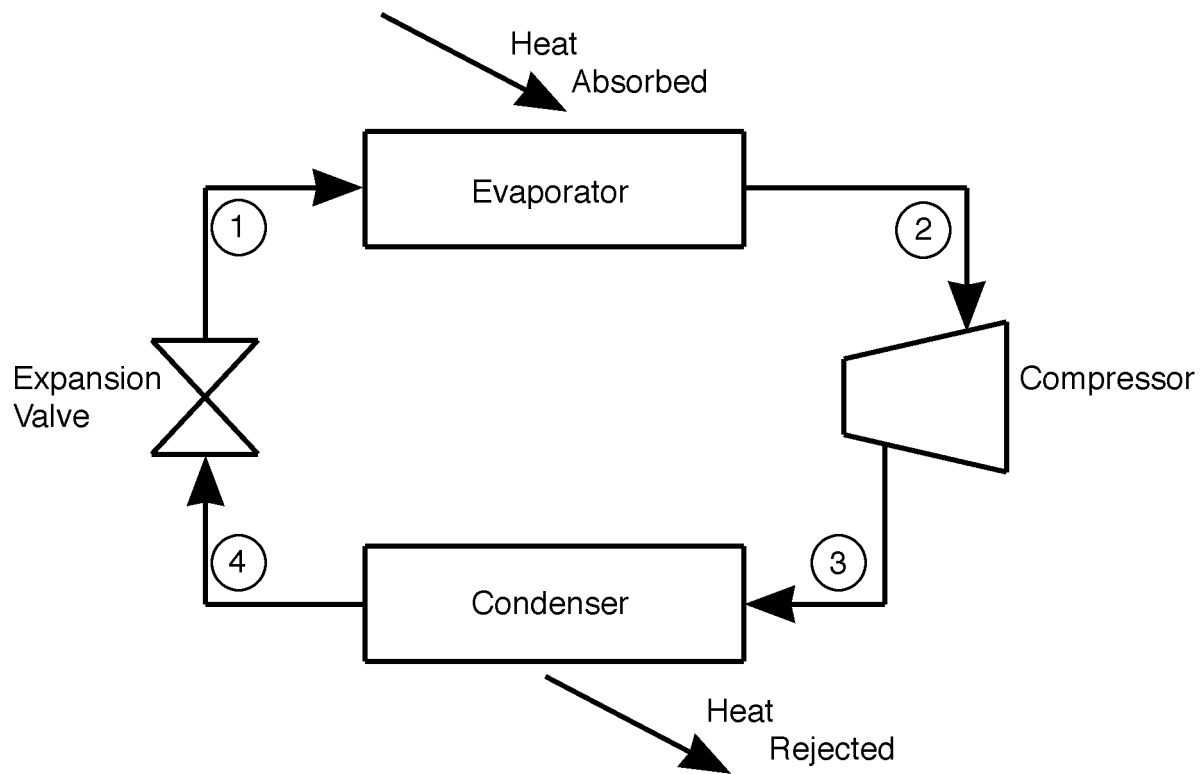 Heat
Absorbed
Evaporator
1
2
Expansion
Valve
Compressor
4
3
Condenser
Heat
Rejected